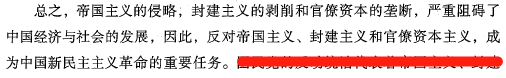 总之，帝国主义的侵略，封建主义的剥削和官僚资本的垄断，严重阻碍了
中国经济与社会的发展，因此，反对帝国主义、封建主义和官僚资本主义，成
为中国新民主主义革命的重要任务。